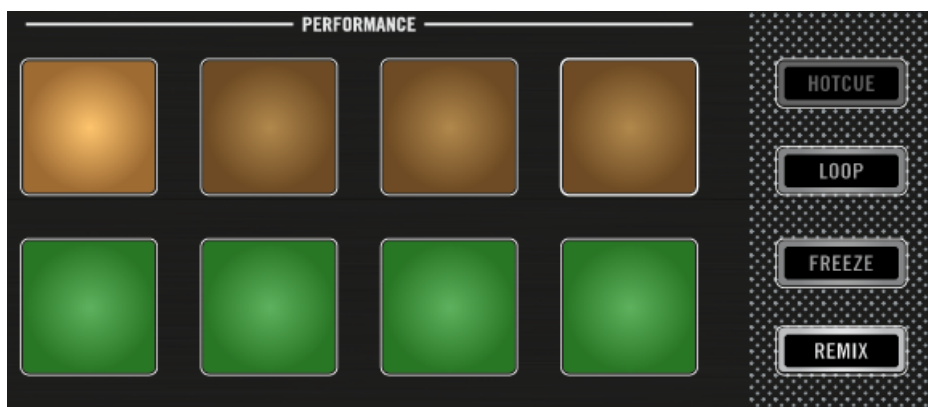 PERFORMANCE
HOTCUE
LOOP
FREEZE
REMIX